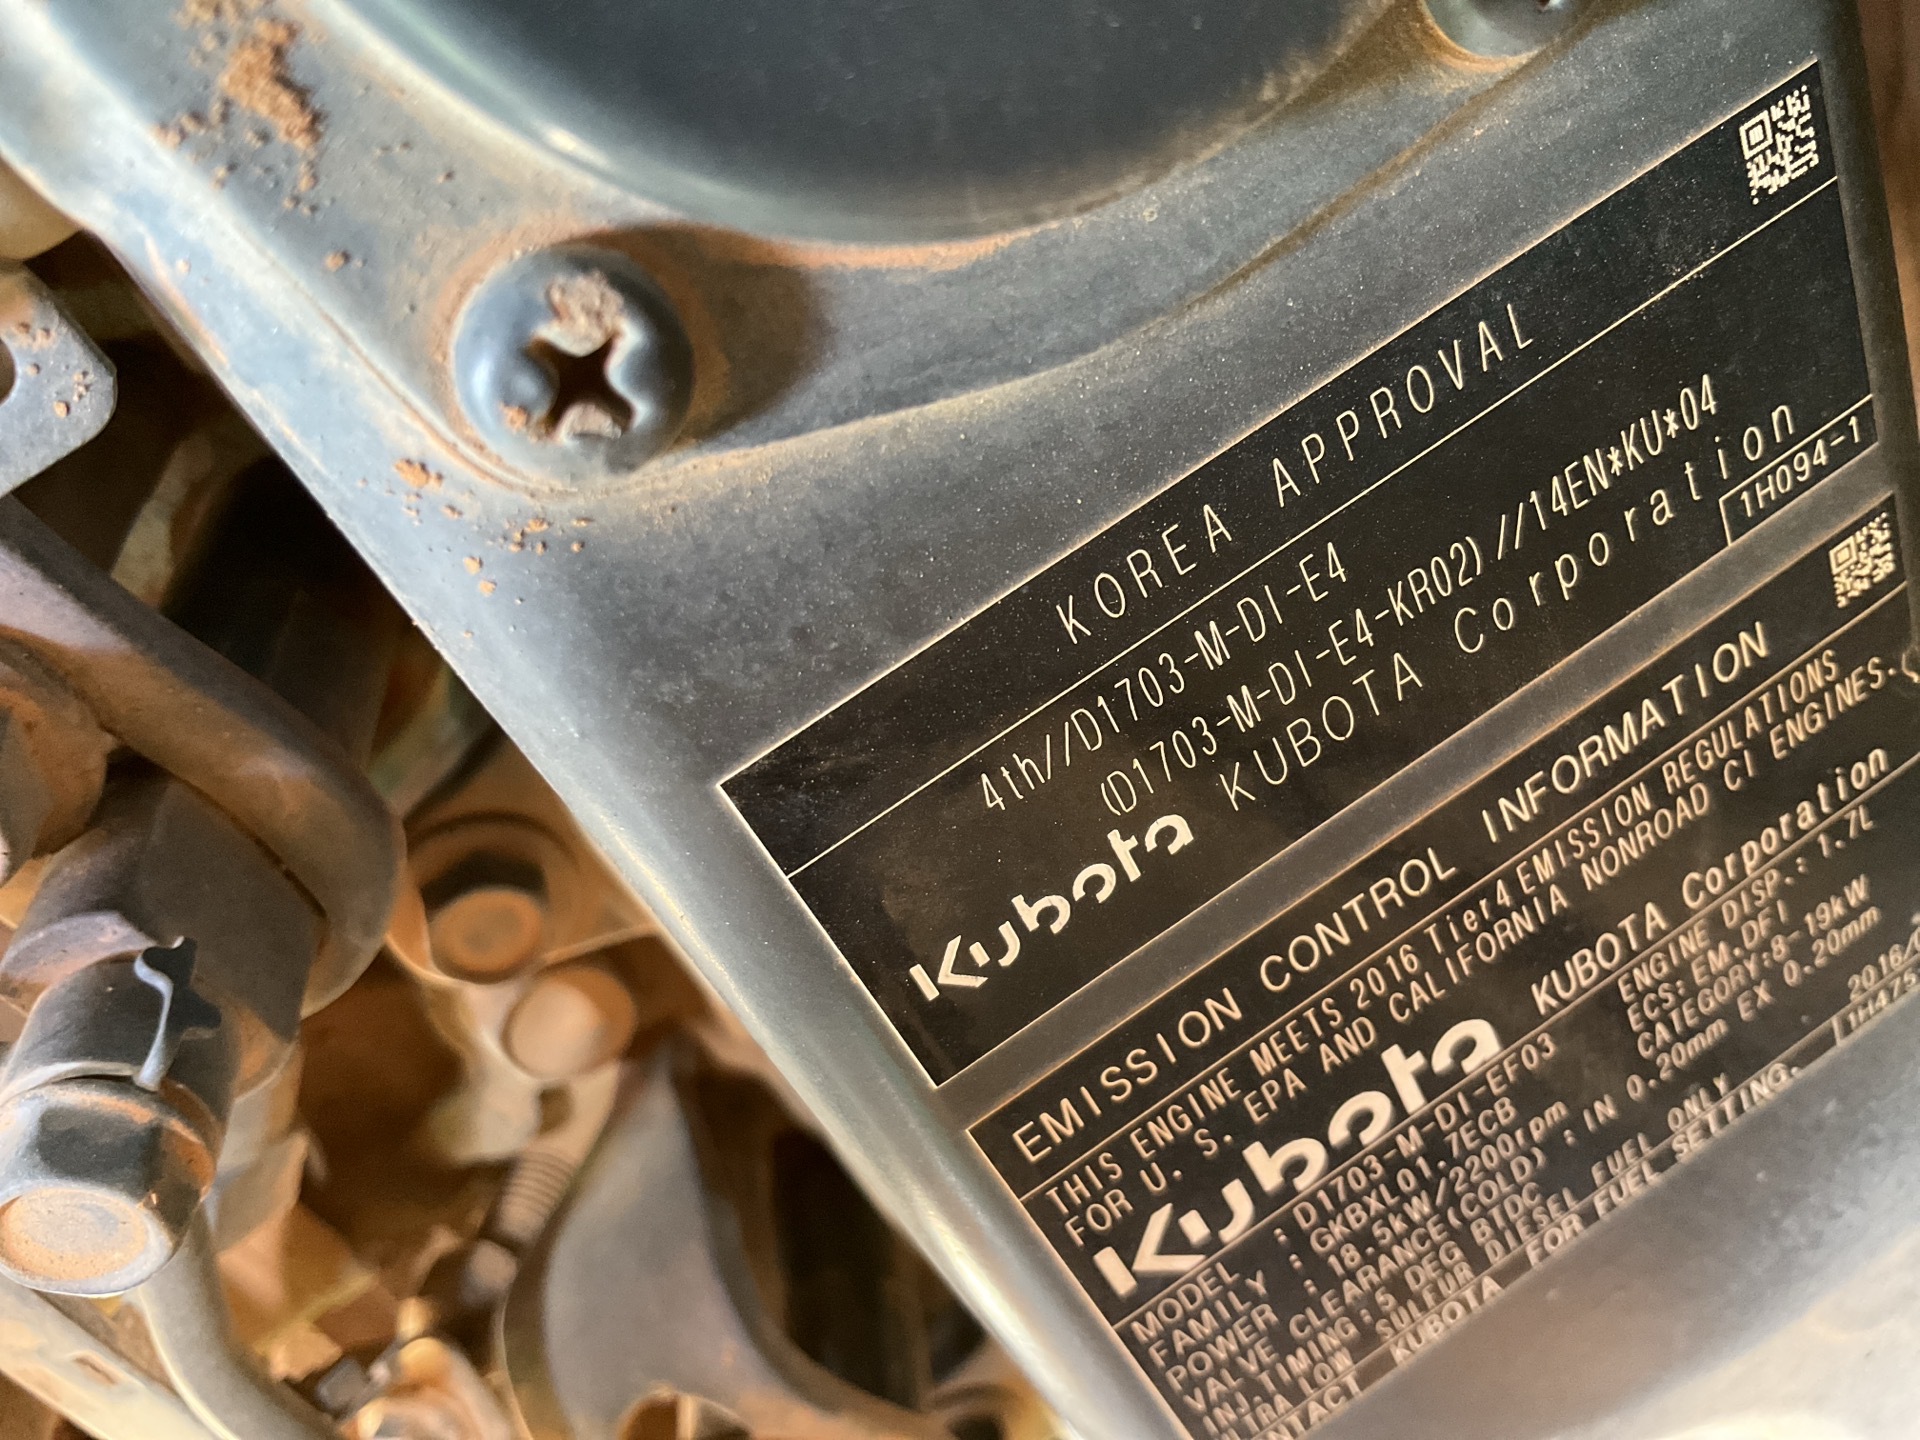 KOREA APPROVAL
4th//D1703-M-DI-E4
(D1703-M-DI-E4-KR02)//14EN*KU*04
Kubota KUBOTA Corporation
1H094-1
EMISSION CONTROL INFORMATION
THIS ENGINE MEETS 2016 Tier4 EMISSION REGULATIONS
FOR U.S. EPA AND CALIFORNIA NONROAD CI ENGINES.
Kubota KUBOTA Corporation
MODEL : D1703-M-DI-EF03 ENGINE DISP.: 1.7L
FAMILY : GKBXL01.7ECB ECS: EM.DFI
POWER : 18.5kW/2200rpm CATEGORY:8-19kW
VALVE CLEARANCE(COLD) :IN 0.20mm EX 0.20mm
INJ.TIMING:5 DEG BTDC
ULTRA LOW SULFUR DIESEL FUEL ONLY
CONTACT KUBOTA FOR FUEL SETTING.